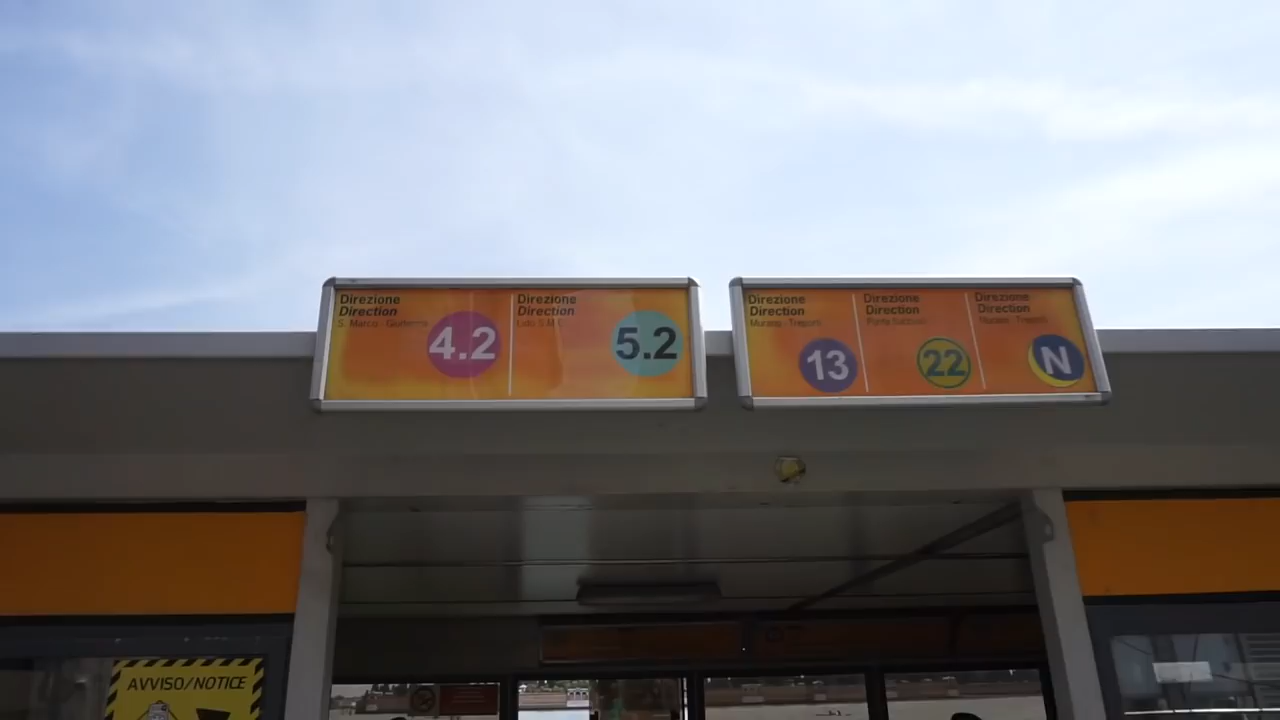 Direzione
Direction
S. Marco - Giudecca
4.2
Direzione
Direction
Lido S.M.E.
5.2
Direzione
Direction
Murano - Treporti
13
Direzione
Direction
Punta Sabbioni
22
Direzione
Direction
Murano - Treporti
N
AVVISO/NOTICE